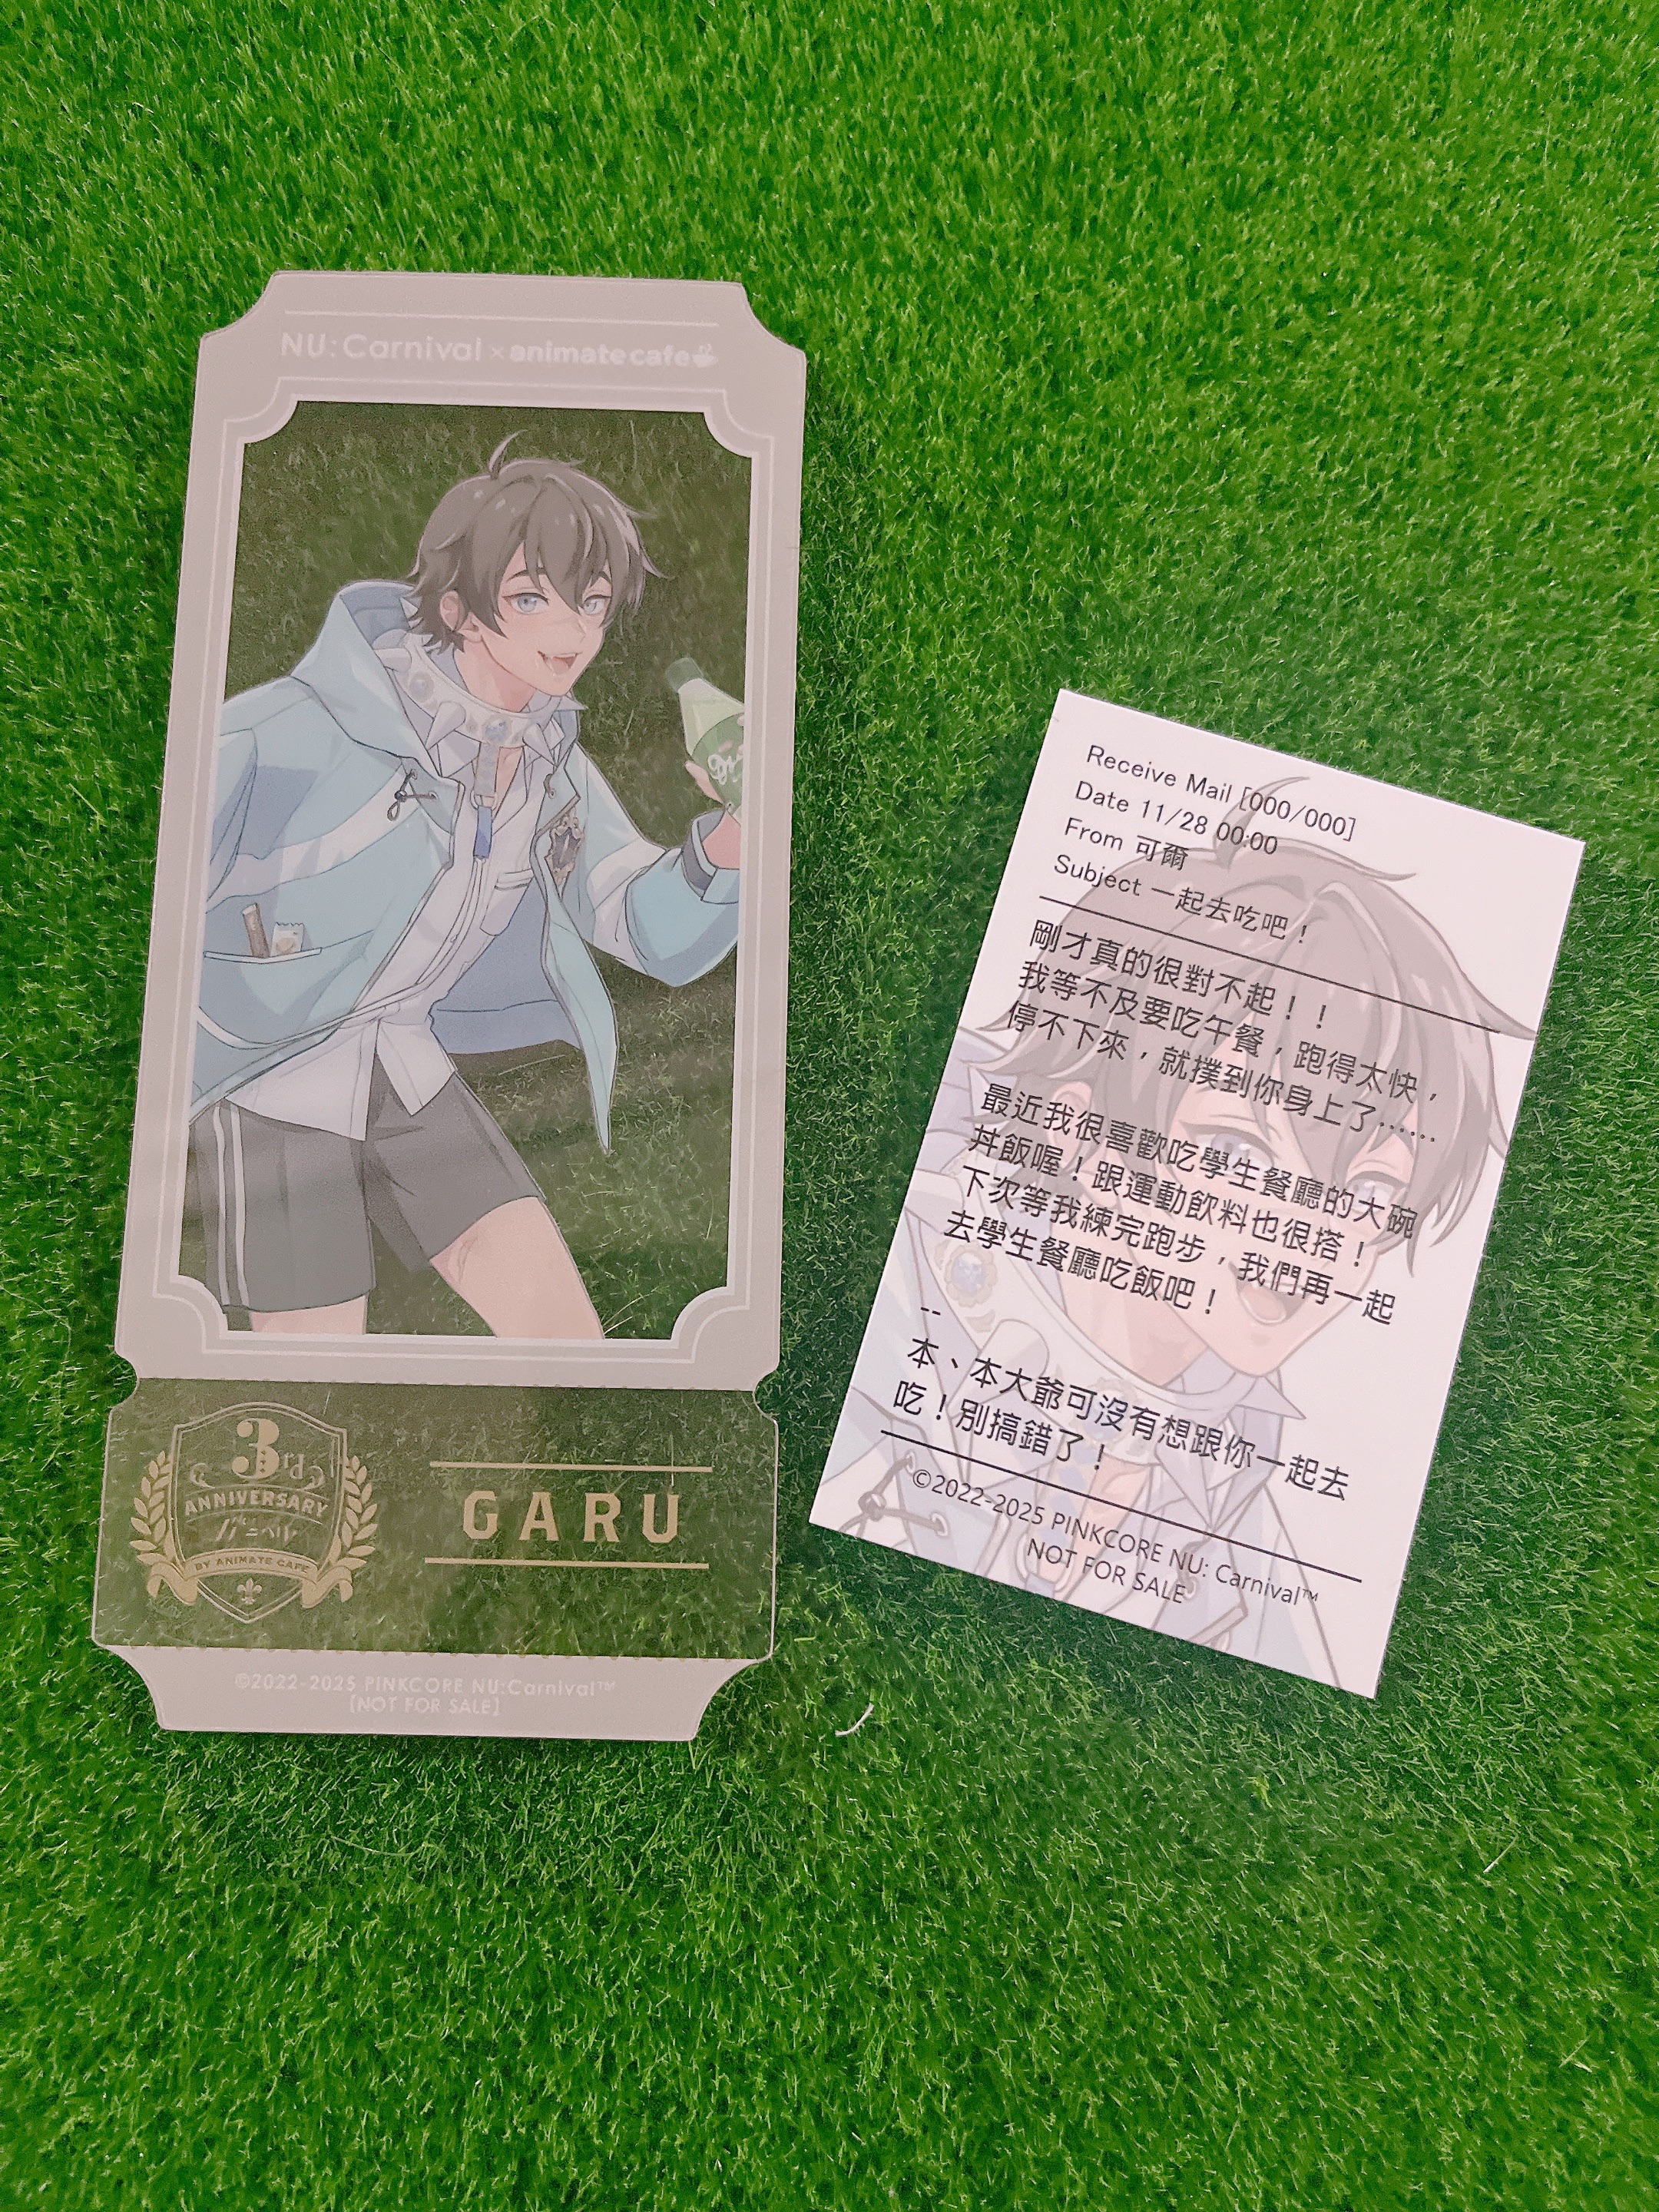 NU: Carnival × animatecafe
3rd
ANNIVERSARY
BY ANIMATE CAFE
GARU
©2022-2025 PINKCORE NU:Carnival™
[NOT FOR SALE]
Receive Mail [000/000]
Date 11/28 00:00
From 可爾
Subject 一起去吃吧！
剛才真的很對不起！！
我等不及要吃午餐，跑得太快，
停不下來，就撲到你身上了……
最近我很喜歡吃學生餐廳的大碗
丼飯喔！跟運動飲料也很搭！
下次等我練完跑步，我們再一起
去學生餐廳吃飯吧！
--
本、本大爺可沒有想跟你一起去
吃！別搞錯了！
©2022-2025 PINKCORE NU: Carnival™
NOT FOR SALE